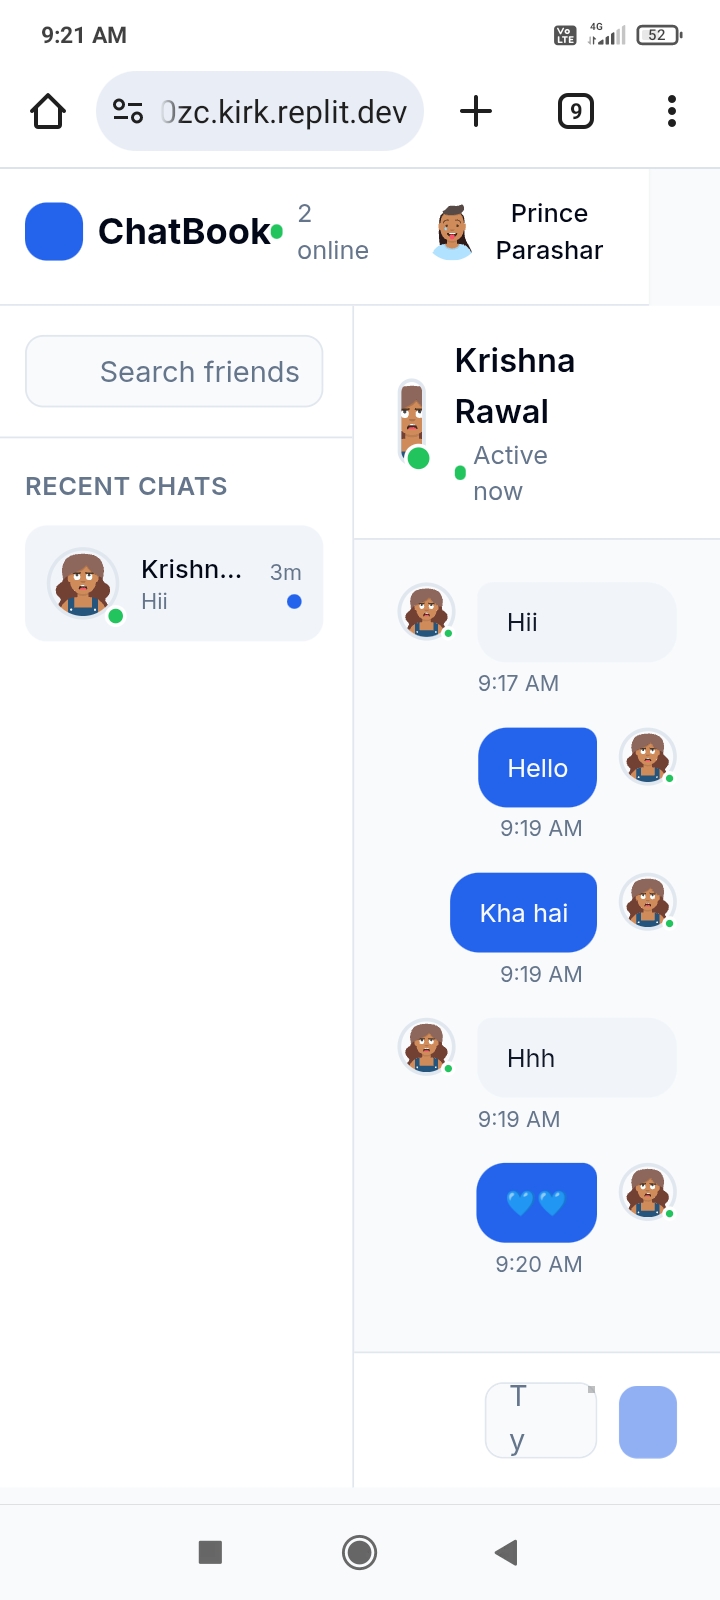 9:21 AM
Vo LTE
4G
52
0zc.kirk.replit.dev
9
ChatBook
2
online
Prince
Parashar
Search friends
RECENT CHATS
Krishn... 3m
Hii
Krishna
Rawal
Active
now
Hii
9:17 AM
Hello
9:19 AM
Kha hai
9:19 AM
Hhh
9:19 AM
💙💙
9:20 AM
T
y